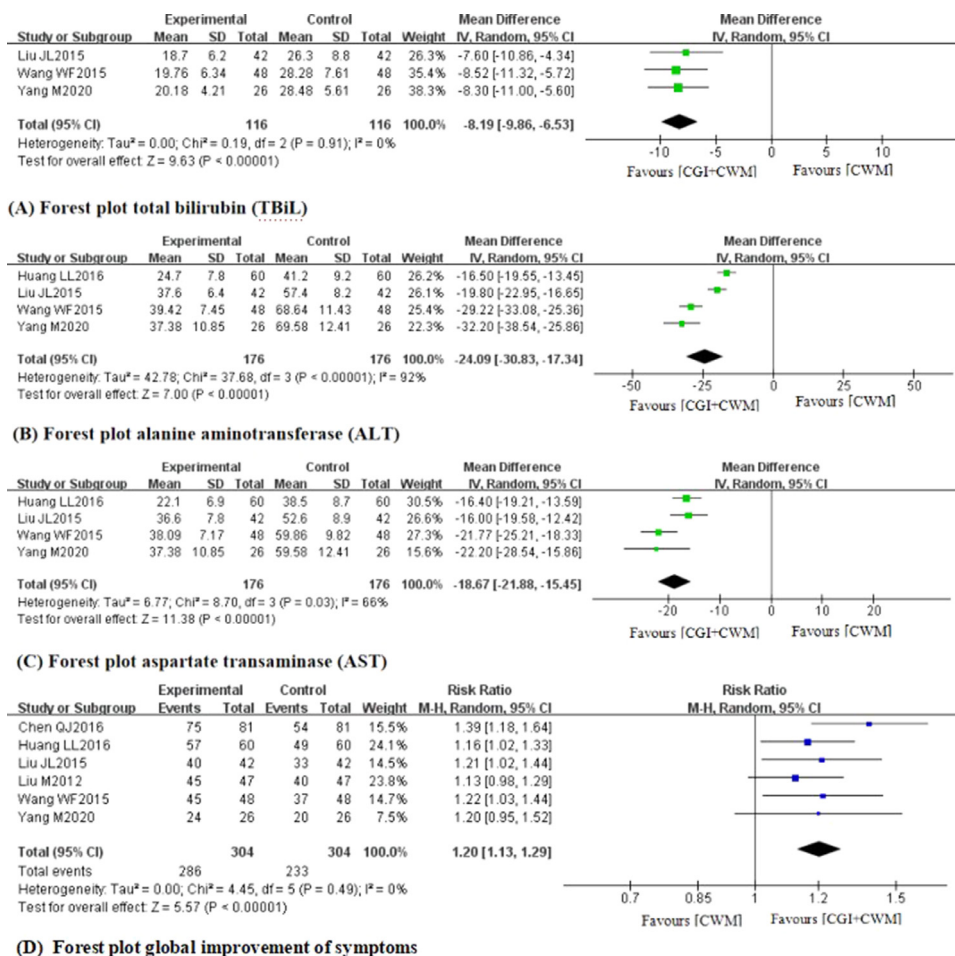 Experimental Control Mean Difference Mean Difference
Study or Subgroup Mean SD Total Mean SD Total Weight IV, Random, 95% CI IV, Random, 95% CI
Liu JL2015 18.7 6.2 42 26.3 8.8 42 26.3% -7.60 [-10.86, -4.34]
Wang WF2015 19.76 6.34 48 28.28 7.61 48 35.4% -8.52 [-11.32, -5.72]
Yang M2020 20.18 4.21 26 28.48 5.61 26 38.3% -8.30 [-11.00, -5.60]
Total (95% CI) 116 116 100.0% -8.19 [-9.86, -6.53]
Heterogeneity: Tau² = 0.00; Chi² = 0.19, df = 2 (P = 0.91); I² = 0%
Test for overall effect: Z = 9.63 (P < 0.00001)
-10 -5 0 5 10
Favours [CGI+CWM] Favours [CWM]
(A) Forest plot total bilirubin (TBiL)
Experimental Control Mean Difference Mean Difference
Study or Subgroup Mean SD Total Mean SD Total Weight IV, Random, 95% CI IV, Random, 95% CI
Huang LL2016 24.7 7.8 60 41.2 9.2 60 26.2% -16.50 [-19.55, -13.45]
Liu JL2015 37.6 6.4 42 57.4 8.2 42 26.1% -19.80 [-22.95, -16.65]
Wang WF2015 39.42 7.45 48 68.64 11.43 48 25.4% -29.22 [-33.08, -25.36]
Yang M2020 37.38 10.85 26 69.58 12.41 26 22.3% -32.20 [-38.54, -25.86]
Total (95% CI) 176 176 100.0% -24.09 [-30.83, -17.34]
Heterogeneity: Tau² = 42.78; Chi² = 37.68, df = 3 (P < 0.00001); I² = 92%
Test for overall effect: Z = 7.00 (P < 0.00001)
-50 -25 0 25 50
Favours [CGI+CWM] Favours [CWM]
(B) Forest plot alanine aminotransferase (ALT)
Experimental Control Mean Difference Mean Difference
Study or Subgroup Mean SD Total Mean SD Total Weight IV, Random, 95% CI IV, Random, 95% CI
Huang LL2016 22.1 6.9 60 38.5 8.7 60 30.5% -16.40 [-19.21, -13.59]
Liu JL2015 36.6 7.8 42 52.6 8.9 42 26.6% -16.00 [-19.58, -12.42]
Wang WF2015 38.09 7.17 48 59.86 9.82 48 27.3% -21.77 [-25.21, -18.33]
Yang M2020 37.38 10.85 26 59.58 12.41 26 15.6% -22.20 [-28.54, -15.86]
Total (95% CI) 176 176 100.0% -18.67 [-21.88, -15.45]
Heterogeneity: Tau² = 6.77; Chi² = 8.70, df = 3 (P = 0.03); I² = 66%
Test for overall effect: Z = 11.38 (P < 0.00001)
-20 -10 0 10 20
Favours [CGI+CWM] Favours [CWM]
(C) Forest plot aspartate transaminase (AST)
Experimental Control Risk Ratio Risk Ratio
Study or Subgroup Events Total Events Total Weight M-H, Random, 95% CI M-H, Random, 95% CI
Chen QJ2016 75 81 54 81 15.5% 1.39 [1.18, 1.64]
Huang LL2016 57 60 49 60 24.1% 1.16 [1.02, 1.33]
Liu JL2015 40 42 33 42 14.5% 1.21 [1.02, 1.44]
Liu M2012 45 47 40 47 23.8% 1.13 [0.98, 1.29]
Wang WF2015 45 48 37 48 14.7% 1.22 [1.03, 1.44]
Yang M2020 24 26 20 26 7.5% 1.20 [0.95, 1.52]
Total (95% CI) 304 304 100.0% 1.20 [1.13, 1.29]
Total events 286 233
Heterogeneity: Tau² = 0.00; Chi² = 4.45, df = 5 (P = 0.49); I² = 0%
Test for overall effect: Z = 5.57 (P < 0.00001)
0.7 0.85 1 1.2 1.5
Favours [CWM] Favours [CGI+CWM]
(D) Forest plot global improvement of symptoms